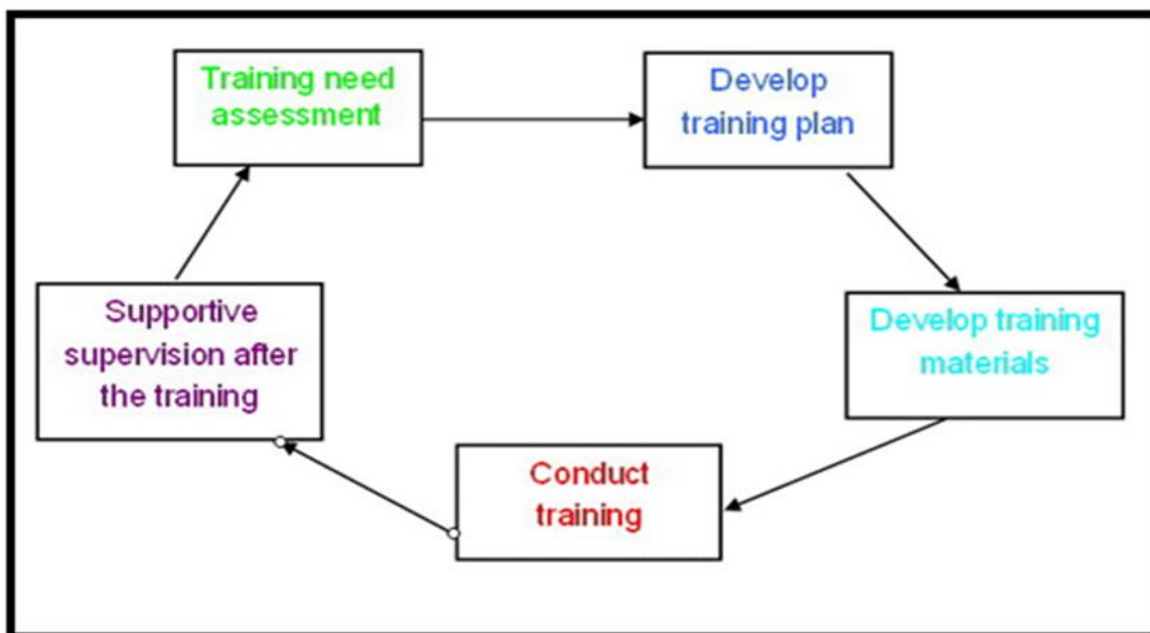 Training need
assessment
Develop
training plan
Develop training
materials
Conduct
training
Supportive
supervision after
the training